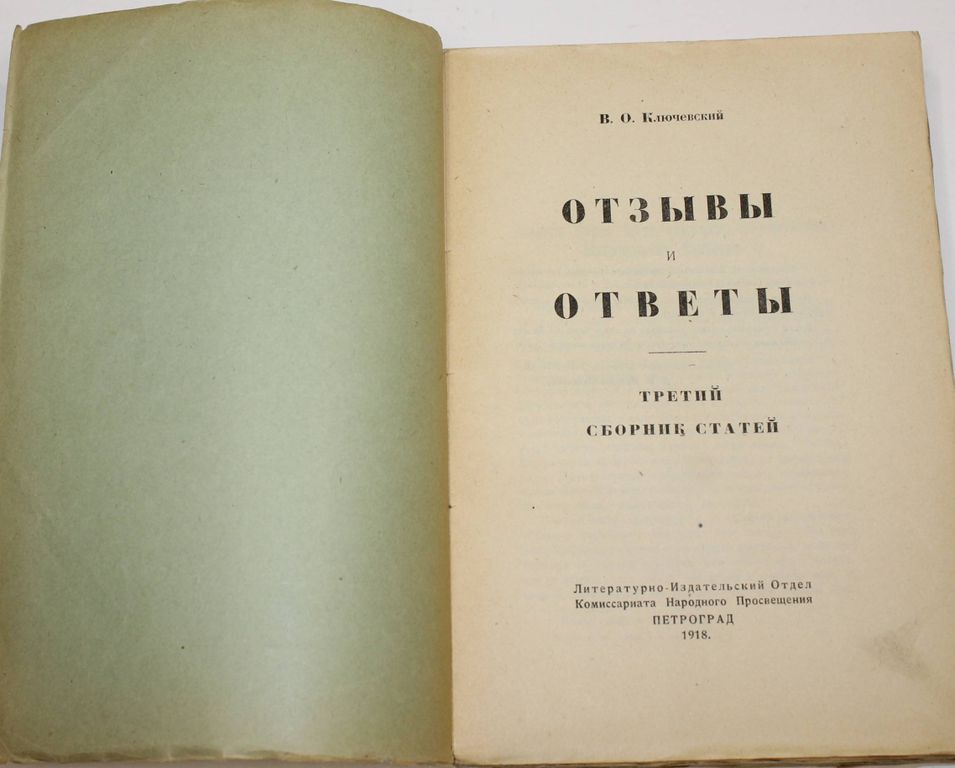 В. О. Ключевский
ОТЗЫВЫ
И
ОТВЕТЫ
ТРЕТИЙ
СБОРНИК СТАТЕЙ
Литературно-Издательский Отдел
Комиссариата Народного Просвещения
ПЕТРОГРАД
1918.